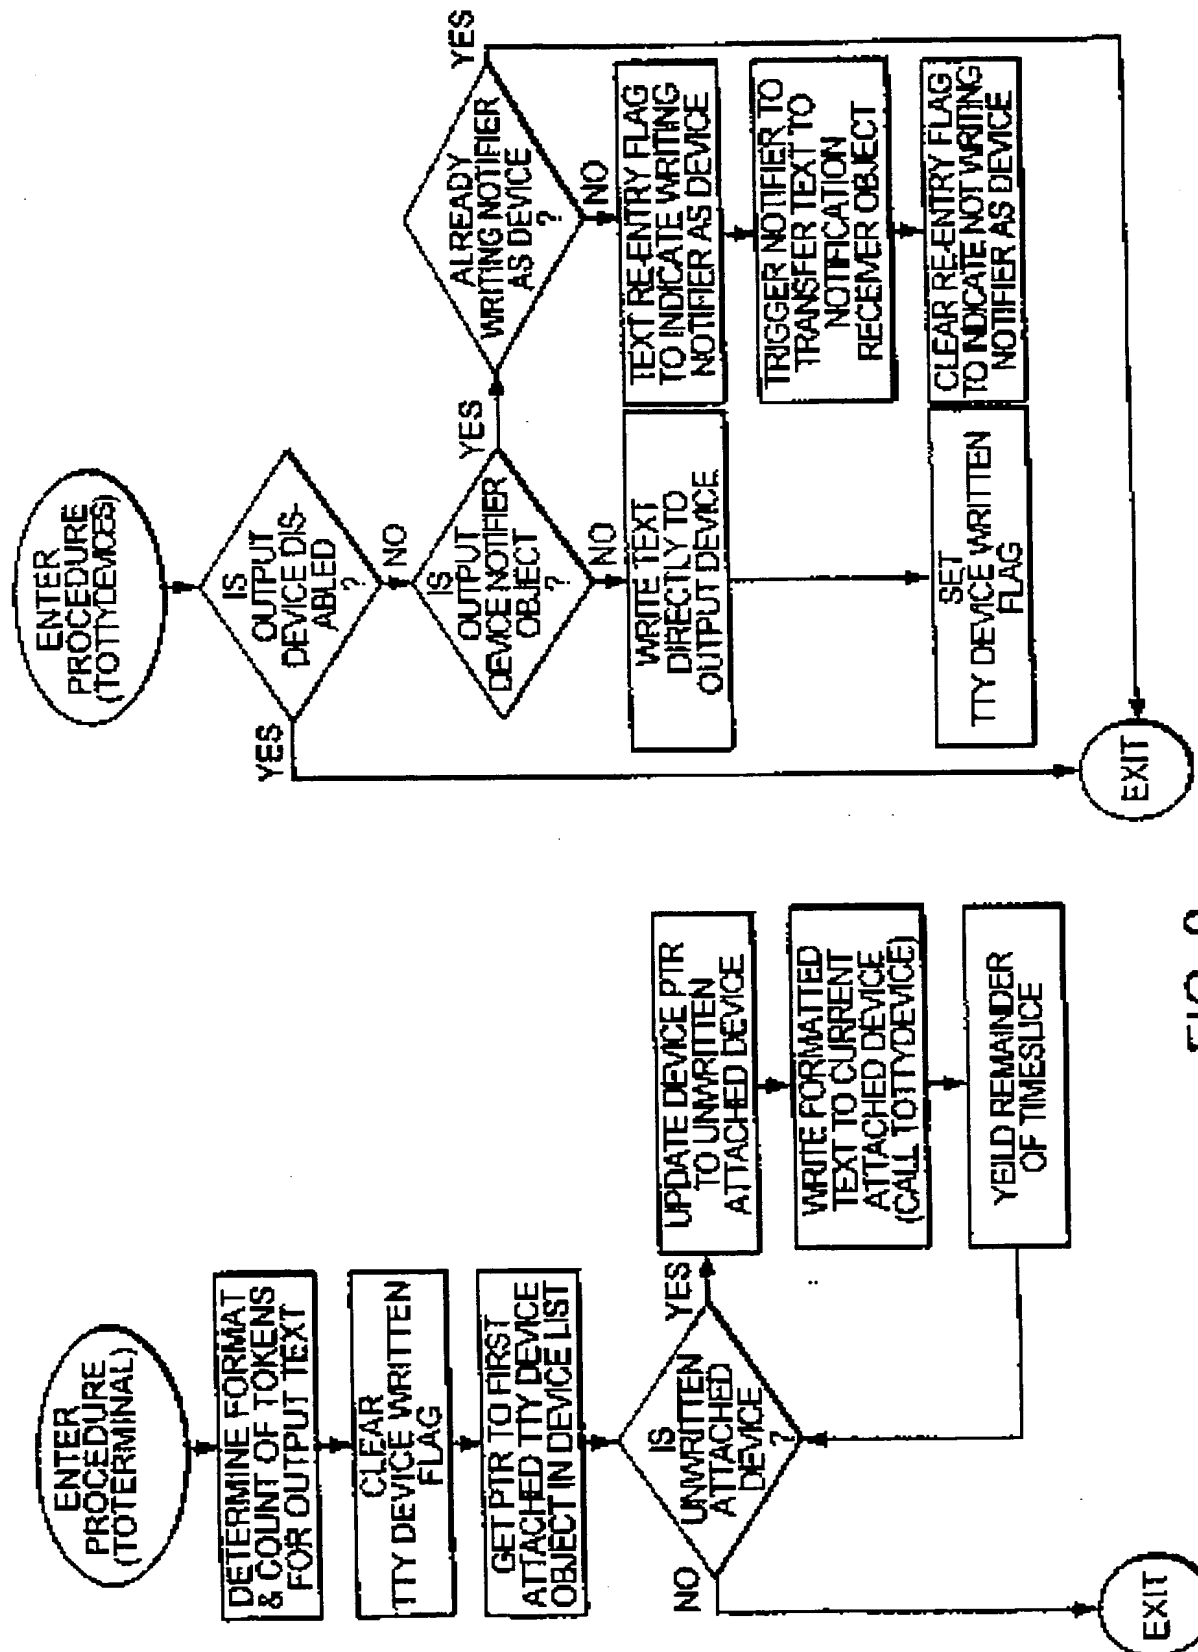 ENTER
PROCEDURE
(TOTERMINAL)
DETERMINE FORMAT
& COUNT OF TOKENS
FOR OUTPUT TEXT
CLEAR
TTY DEVICE WRITTEN
FLAG
GET PTR TO FIRST
ATTACHED TTY DEVICE
OBJECT IN DEVICE LIST
IS
UNWRITTEN
ATTACHED
DEVICE
?
YES
NO
UPDATE DEVICE PTR
TO UNWRITTEN
ATTACHED DEVICE
WRITE FORMATTED
TEXT TO CURRENT
ATTACHED DEVICE
(CALL TOTTYDEVICE)
YEILD REMAINDER
OF TIMESLICE
EXIT
ENTER
PROCEDURE
(TOTTYDEVICES)
IS
OUTPUT
DEVICE DIS-
ABLED
?
YES
NO
IS
OUTPUT
DEVICE NOTIFIER
OBJECT
?
YES
NO
ALREADY
WRITING NOTIFIER
AS DEVICE
?
YES
NO
WRITE TEXT
DIRECTLY TO
OUTPUT DEVICE
TEXT RE-ENTRY FLAG
TO INDICATE WRITING
NOTIFIER AS DEVICE
TRIGGER NOTIFIER TO
TRANSFER TEXT TO
NOTIFICATION
RECEIVER OBJECT
SET
TTY DEVICE WRITTEN
FLAG
CLEAR RE-ENTRY FLAG
TO INDICATE NOT WRITING
NOTIFIER AS DEVICE
EXIT